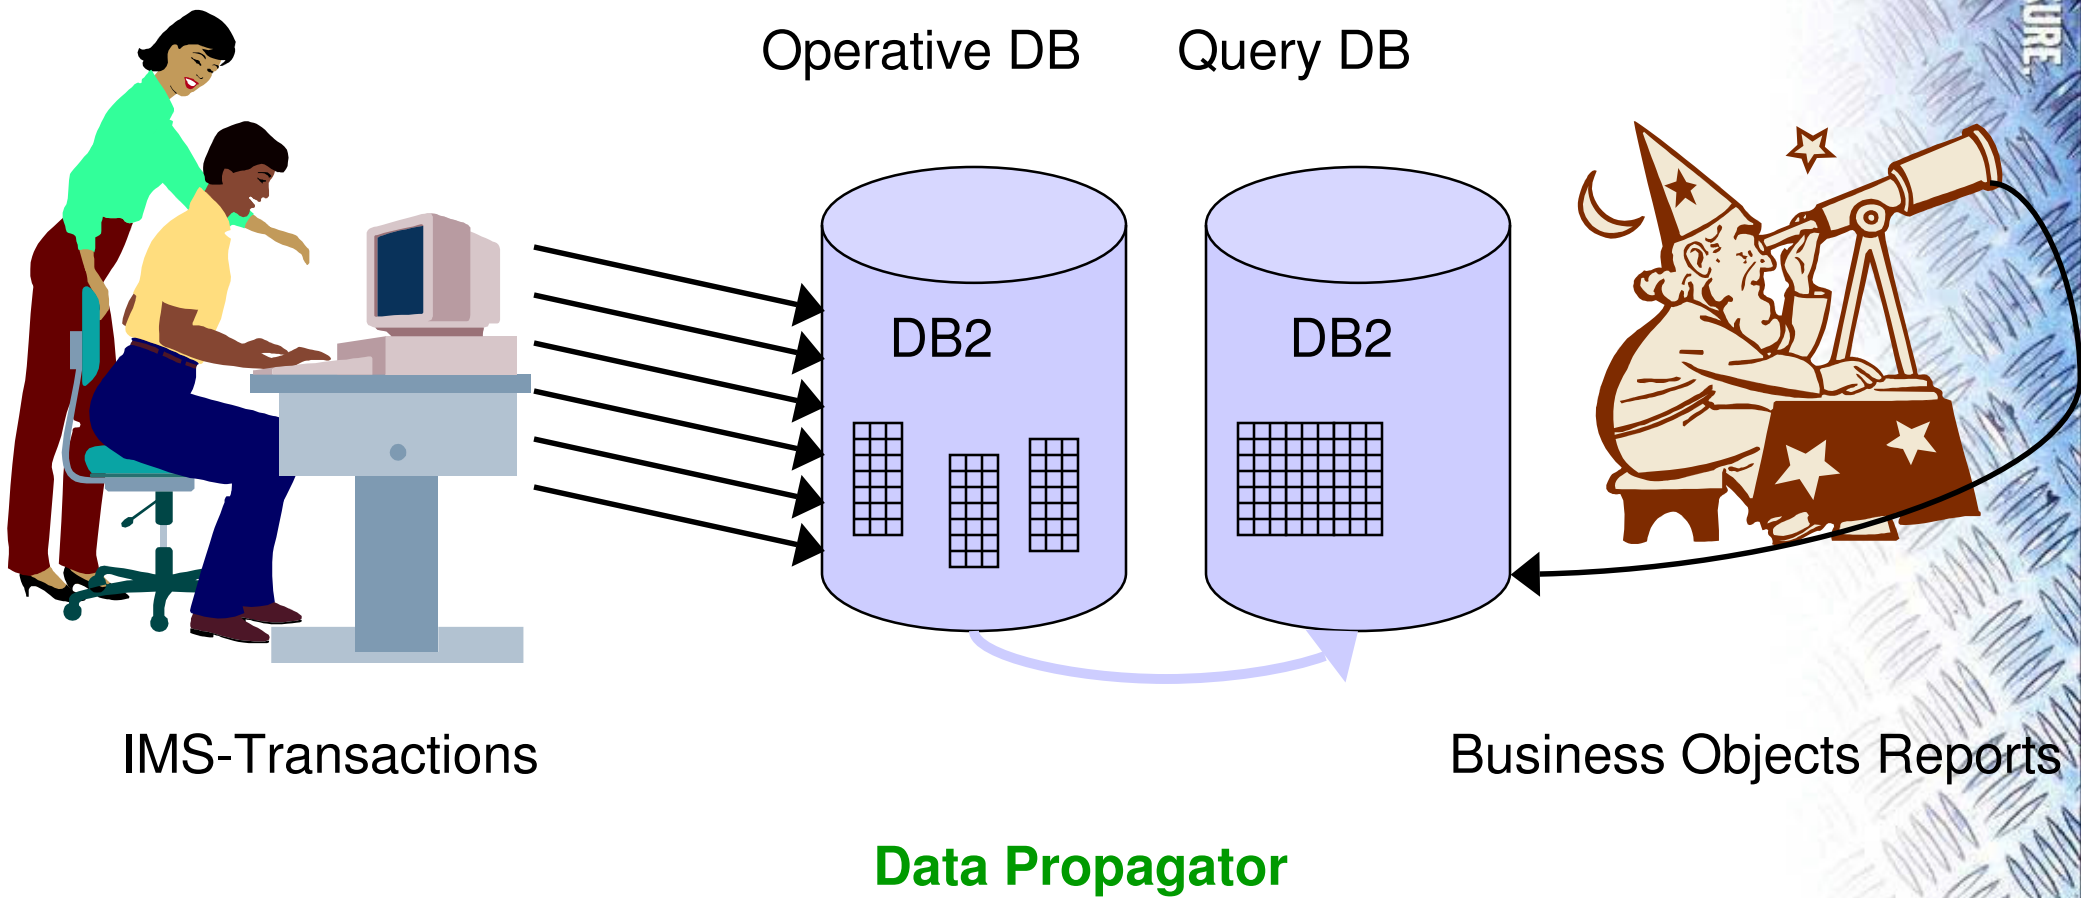 Operative DB
Query DB
DB2
DB2
IMS-Transactions
Business Objects Reports
Data Propagator